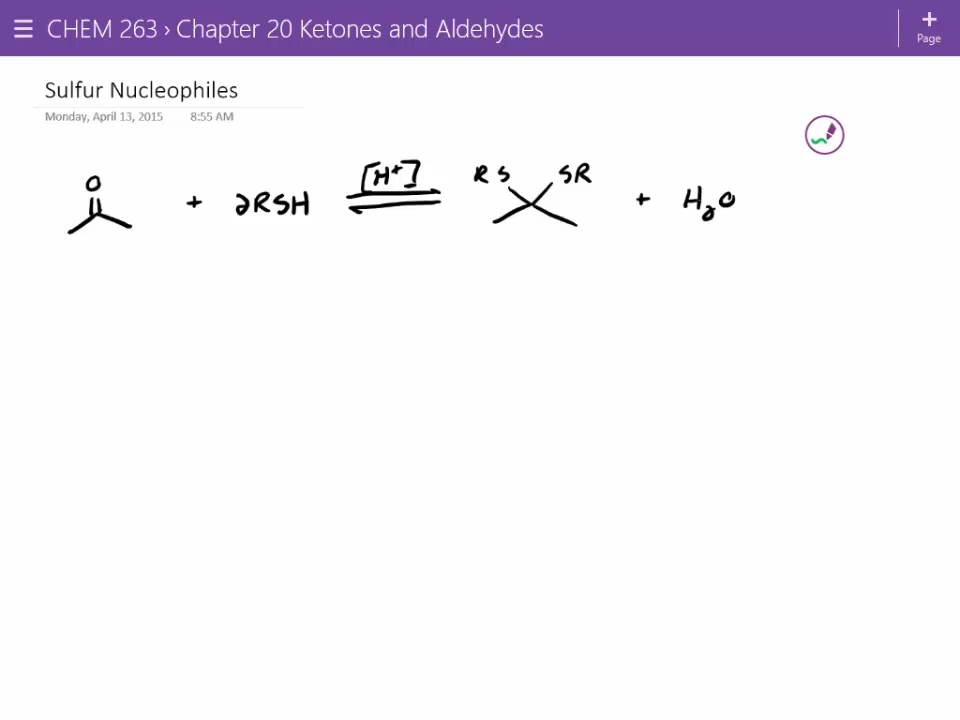 ☰ CHEM 263 › Chapter 20 Ketones and Aldehydes
+ Page
Sulfur Nucleophiles
Monday, April 13, 2015 8:55 AM
O + 2RSH [H+] RS SR + H2O